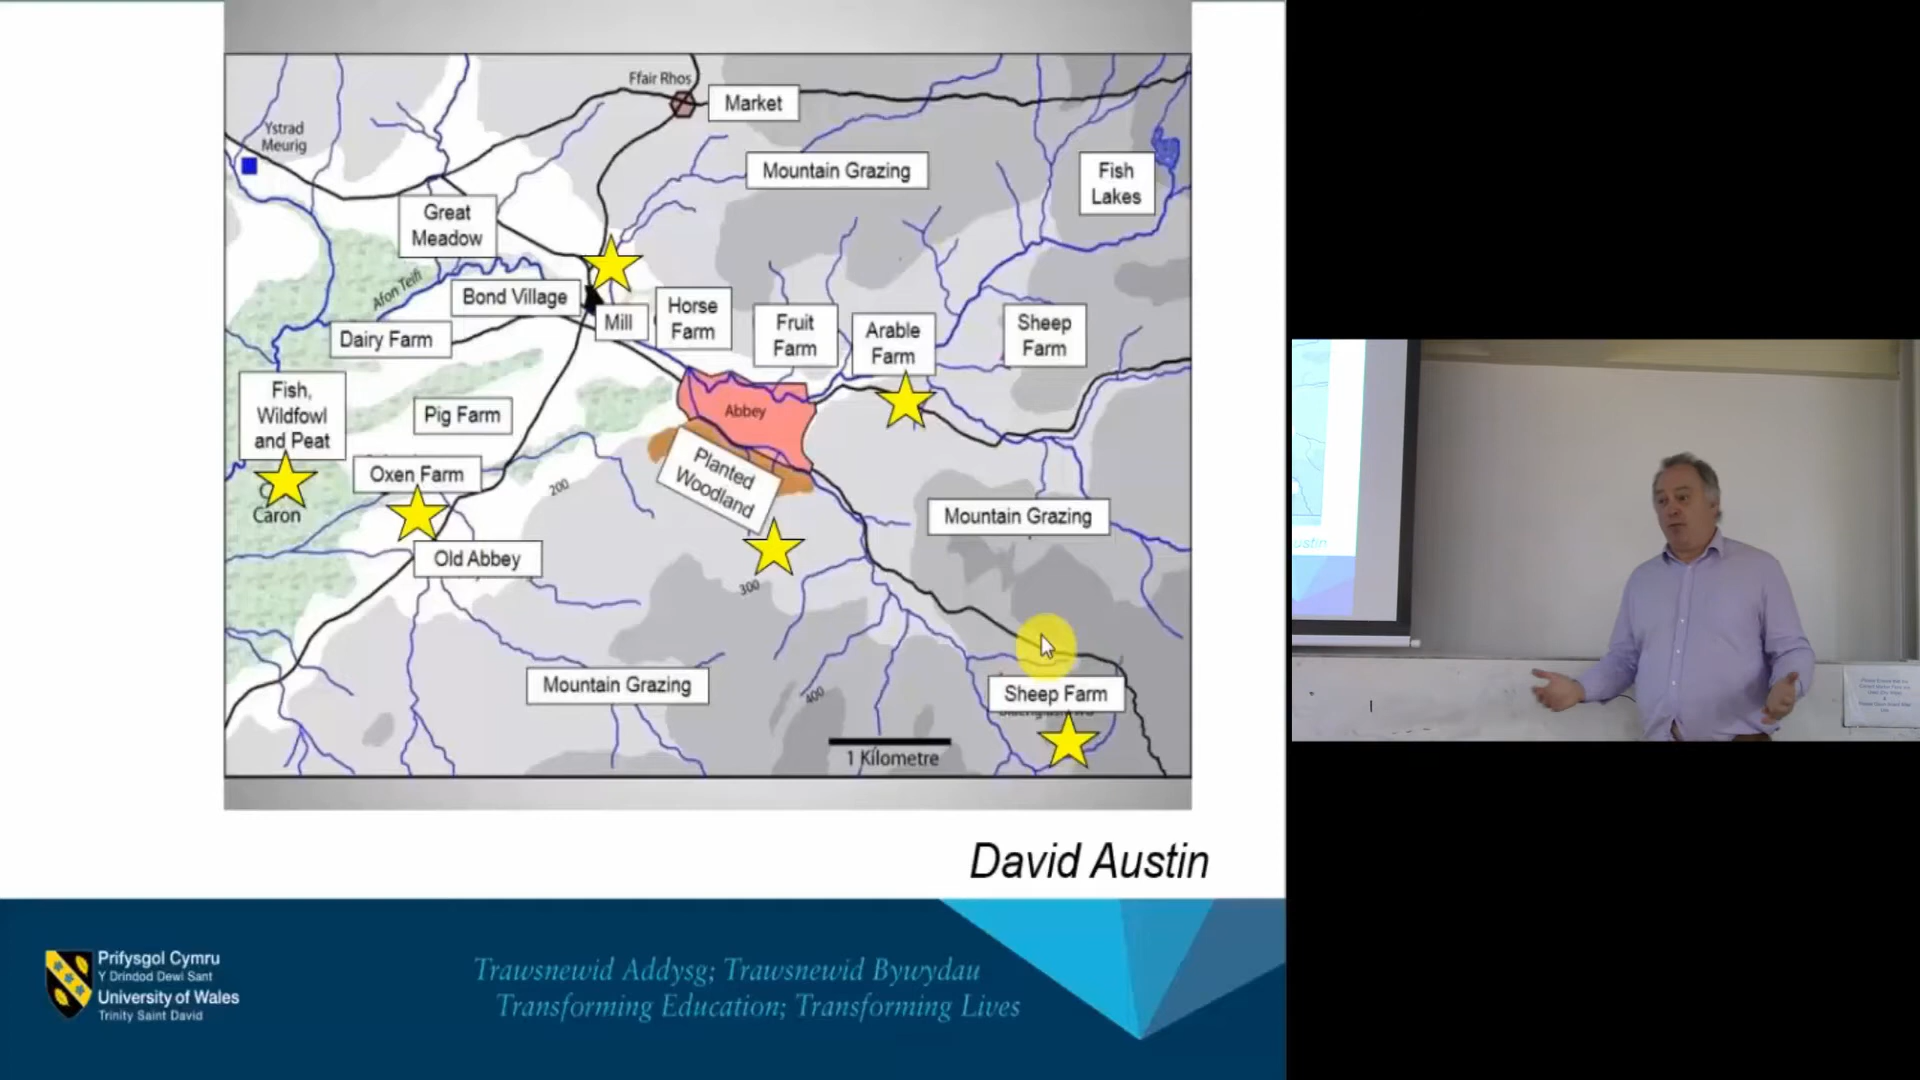 Ffair Rhos
Market
Ystrad
Meurig
Mountain Grazing
Fish
Lakes
Great
Meadow
Afon Teifi
Bond Village
Mill
Horse
Farm
Fruit
Farm
Arable
Farm
Sheep
Farm
Dairy Farm
Fish,
Wildfowl
and Peat
Pig Farm
Abbey
Planted
Woodland
Oxen Farm
200
Caron
Mountain Grazing
Old Abbey
300
Mountain Grazing
400
Sheep Farm
1 Kilometre
David Austin
Prifysgol Cymru
Y Drindod Dewi Sant
University of Wales
Trinity Saint David
Trawsnewid Addysg; Trawsnewid Bywydau
Transforming Education; Transforming Lives